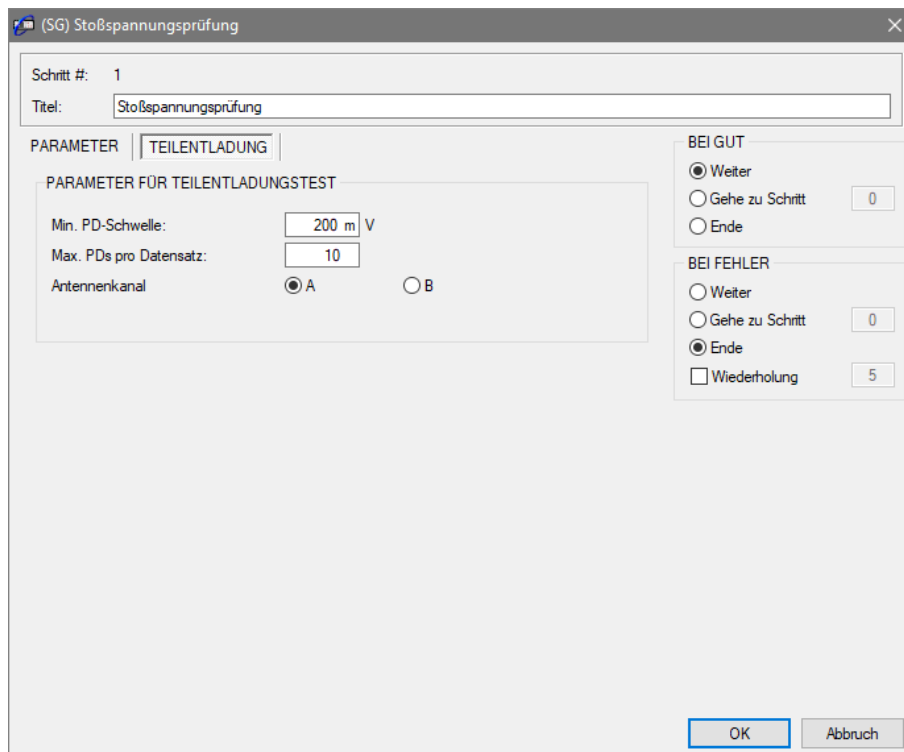 (SG) Stoßspannungsprüfung
Schritt #: 1
Titel: Stoßspannungsprüfung
PARAMETER TEILENTLADUNG
PARAMETER FÜR TEILENTLADUNGSTEST
Min. PD-Schwelle: 200 m V
Max. PDs pro Datensatz: 10
Antennenkanal A B
BEI GUT
Weiter
Gehe zu Schritt 0
Ende
BEI FEHLER
Weiter
Gehe zu Schritt 0
Ende
Wiederholung 5
OK Abbruch